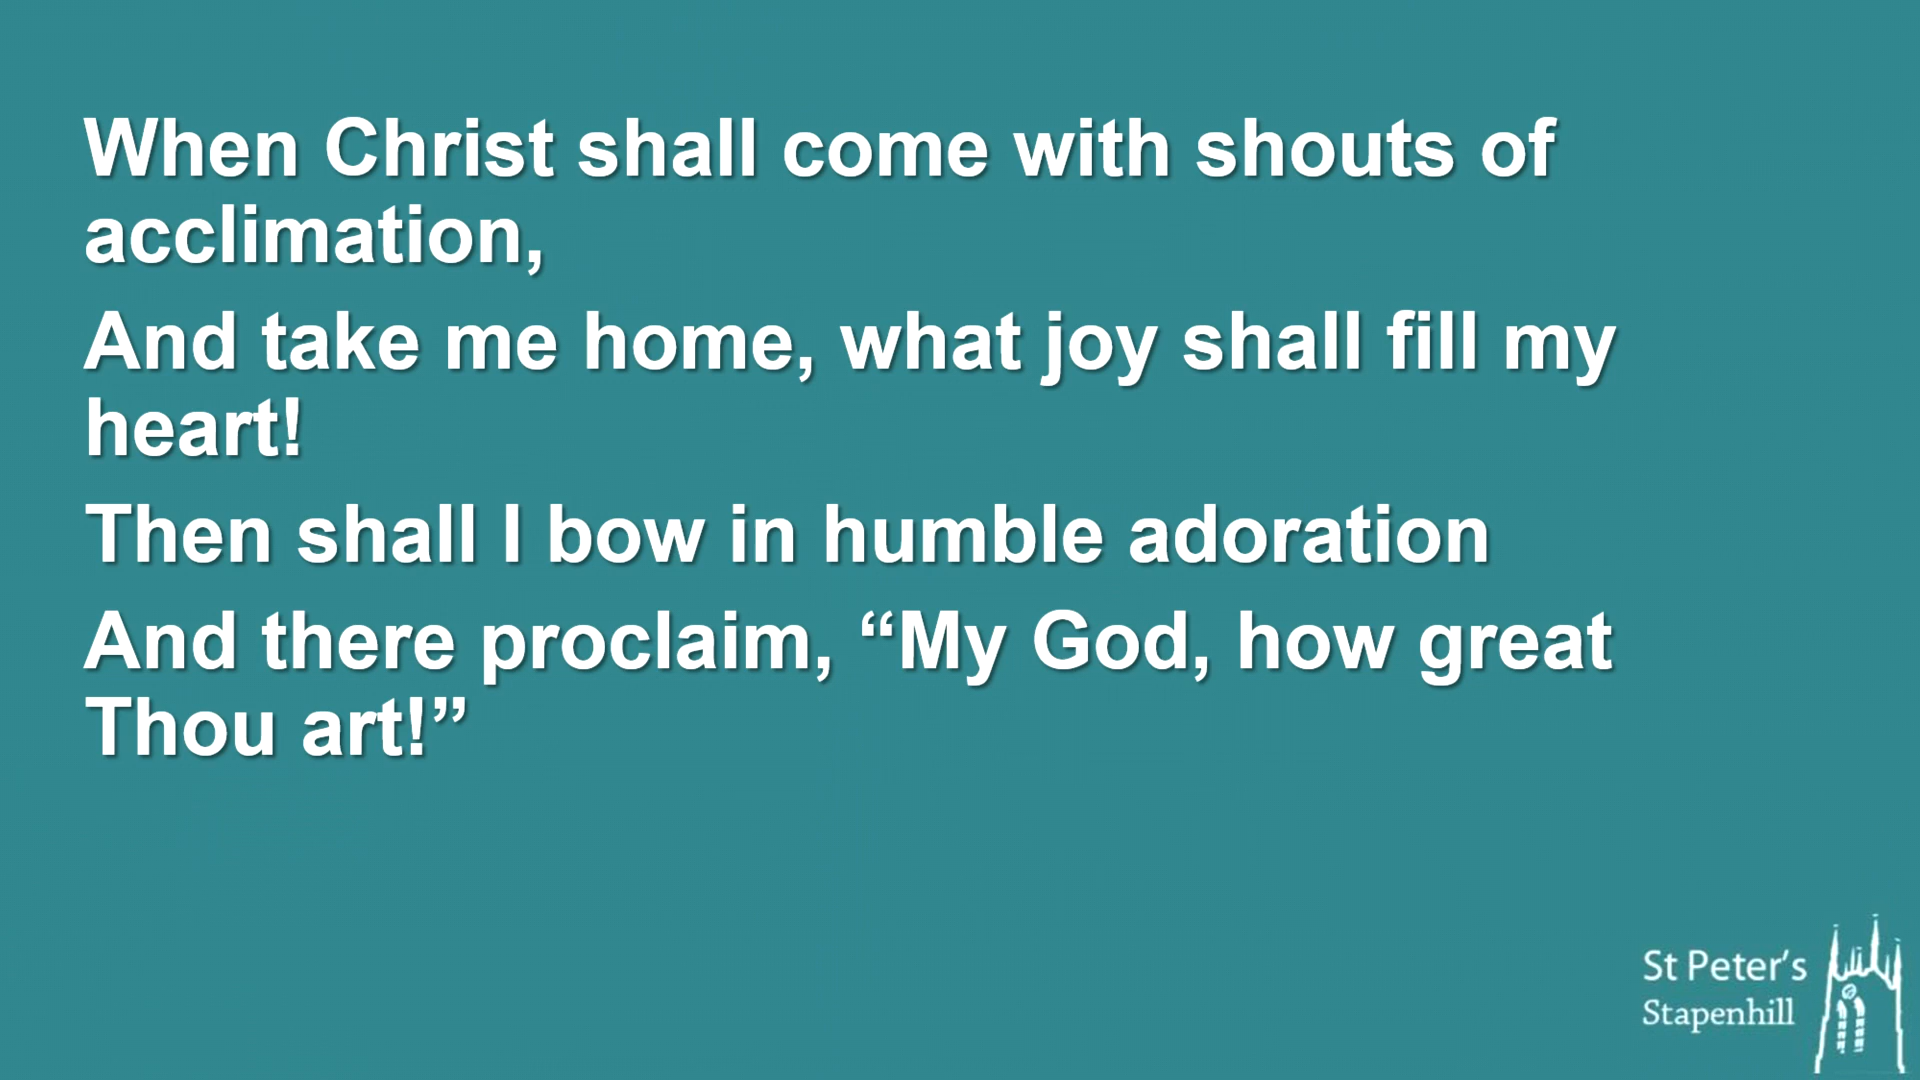 When Christ shall come with shouts of
acclimation,
And take me home, what joy shall fill my
heart!
Then shall I bow in humble adoration
And there proclaim, “My God, how great
Thou art!”
St Peter's
Stapenhill